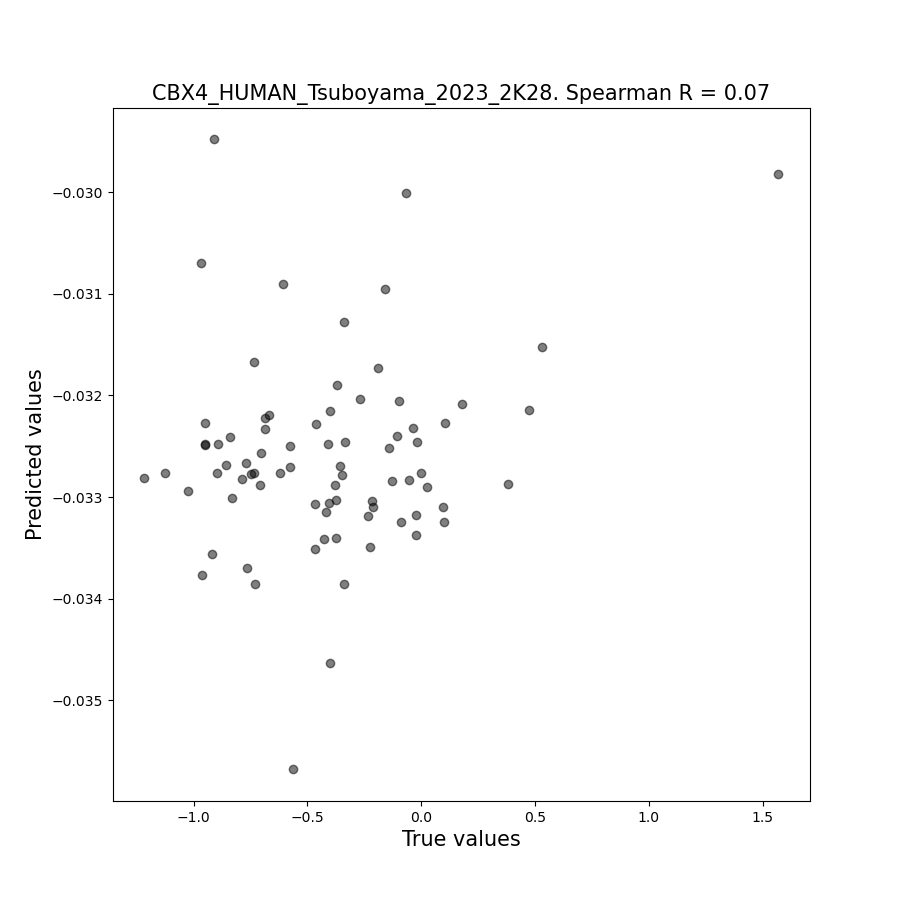 CBX4_HUMAN_Tsuboyama_2023_2K28. Spearman R = 0.07
Predicted values
−0.030
−0.031
−0.032
−0.033
−0.034
−0.035
−1.0 −0.5 0.0 0.5 1.0 1.5
True values